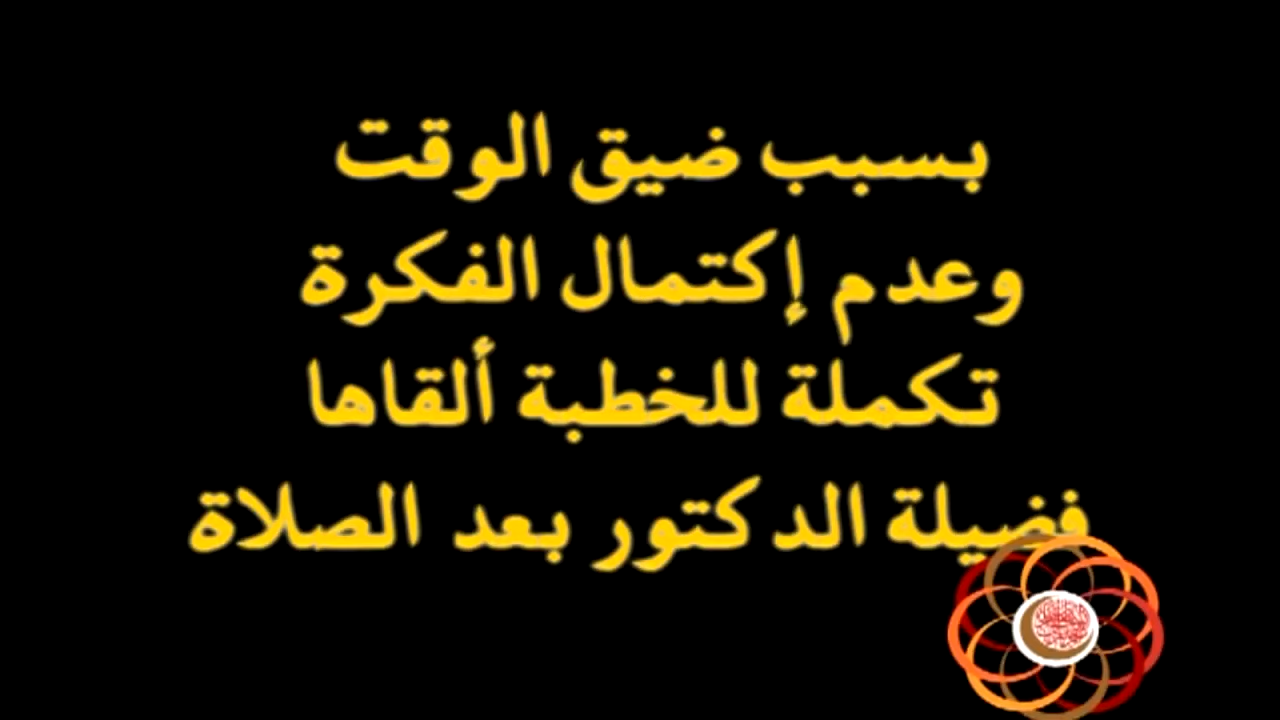 بسبب ضيق الوقت
وعدم إكتمال الفكرة
تكملة للخطبة ألقاها
فضيلة الدكتور بعد الصلاة